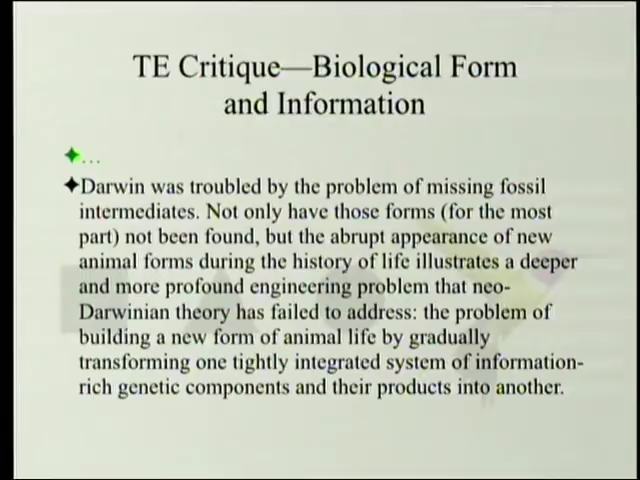 TE Critique—Biological Form
and Information
…
Darwin was troubled by the problem of missing fossil
intermediates. Not only have those forms (for the most
part) not been found, but the abrupt appearance of new
animal forms during the history of life illustrates a deeper
and more profound engineering problem that neo-
Darwinian theory has failed to address: the problem of
building a new form of animal life by gradually
transforming one tightly integrated system of information-
rich genetic components and their products into another.